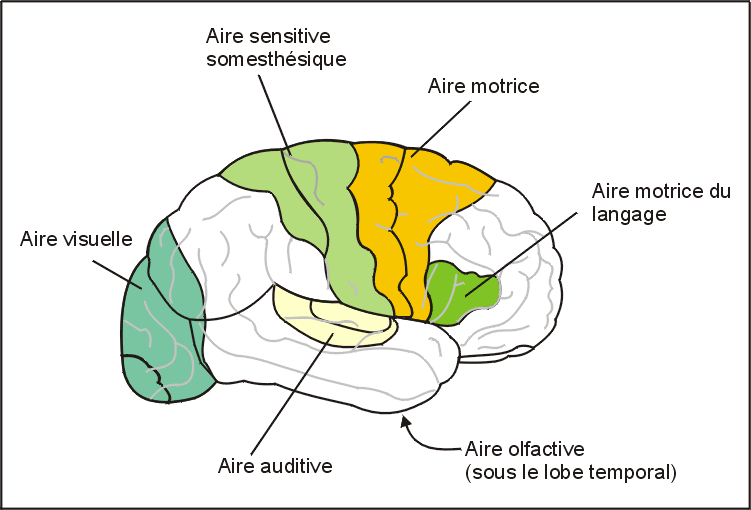 Aire sensitive
somesthésique
Aire motrice
Aire motrice du
langage
Aire visuelle
Aire auditive
Aire olfactive
(sous le lobe temporal)